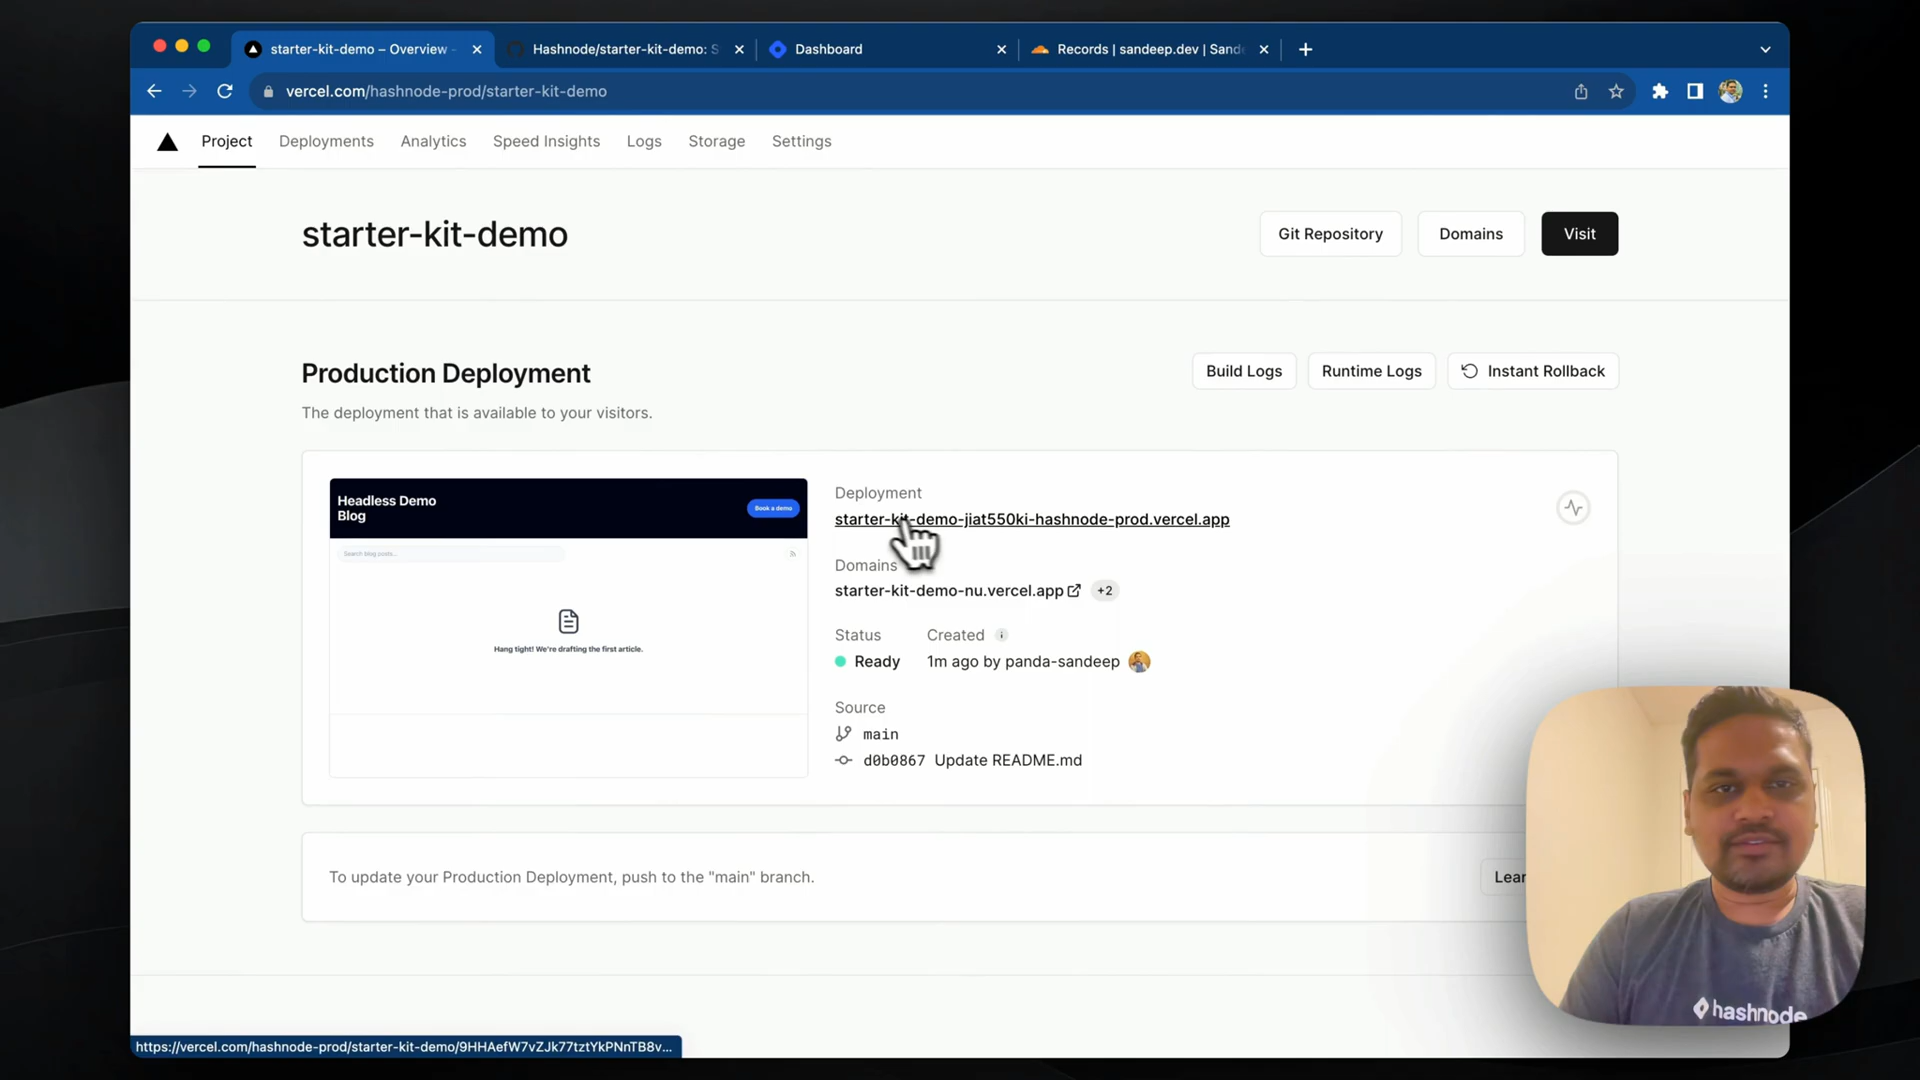 starter-kit-demo – Overview -
Hashnode/starter-kit-demo: S
Dashboard
Records | sandeep.dev | Sand
vercel.com/hashnode-prod/starter-kit-demo
Project
Deployments
Analytics
Speed Insights
Logs
Storage
Settings
starter-kit-demo
Git Repository
Domains
Visit
Production Deployment
Build Logs
Runtime Logs
Instant Rollback
The deployment that is available to your visitors.
Headless Demo
Blog
Book a demo
Search blog posts...
Hang tight! We're drafting the first article.
Deployment
starter-kit-demo-jiat550ki-hashnode-prod.vercel.app
Domains
starter-kit-demo-nu.vercel.app
+2
Status
Created
Ready
1m ago by panda-sandeep
Source
main
d0b0867 Update README.md
To update your Production Deployment, push to the "main" branch.
Lear
hashnode
https://vercel.com/hashnode-prod/starter-kit-demo/9HHAefW7vZJk77tztYkPNnTB8v...